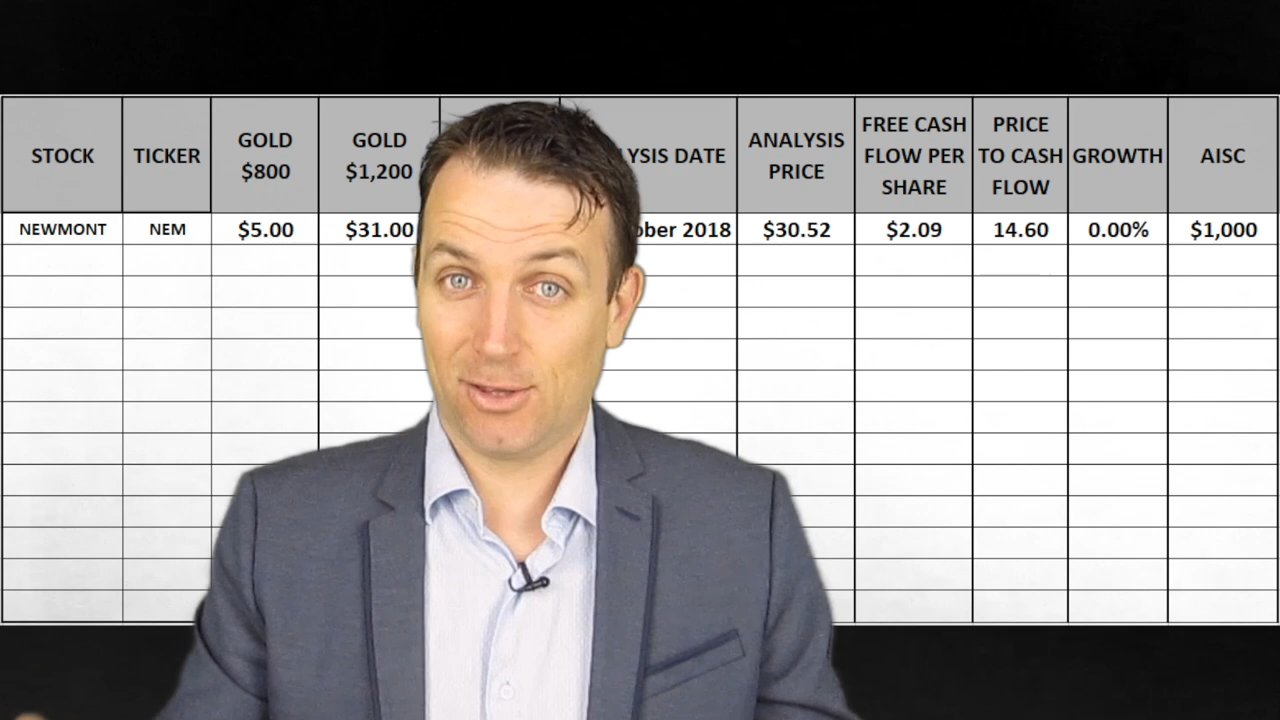 STOCK
TICKER
GOLD
$800
GOLD
$1,200
DATE
ANALYSIS
PRICE
FREE CASH
FLOW PER
SHARE
PRICE
TO CASH
FLOW
GROWTH
AISC
NEWMONT
NEM
$5.00
$31.00
2018
$30.52
$2.09
14.60
0.00%
$1,000